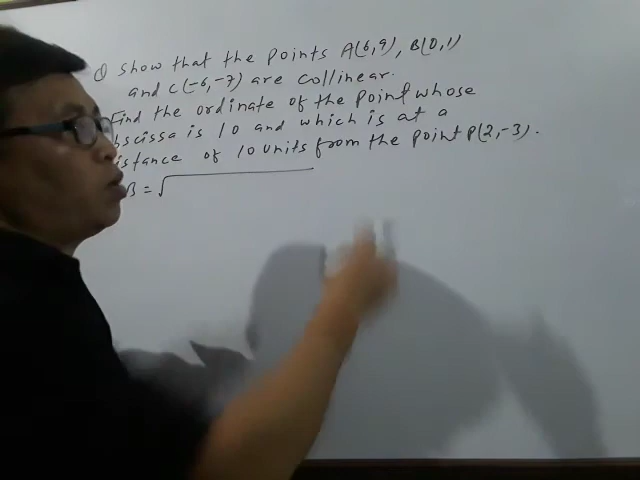 ① Show that the points A(6,9), B(0,1)
and C(-6,-7) are collinear.
Find the ordinate of the point whose
bscissa is 10 and which is at a
istance of 10 units from the point P(2,-3).
B = √